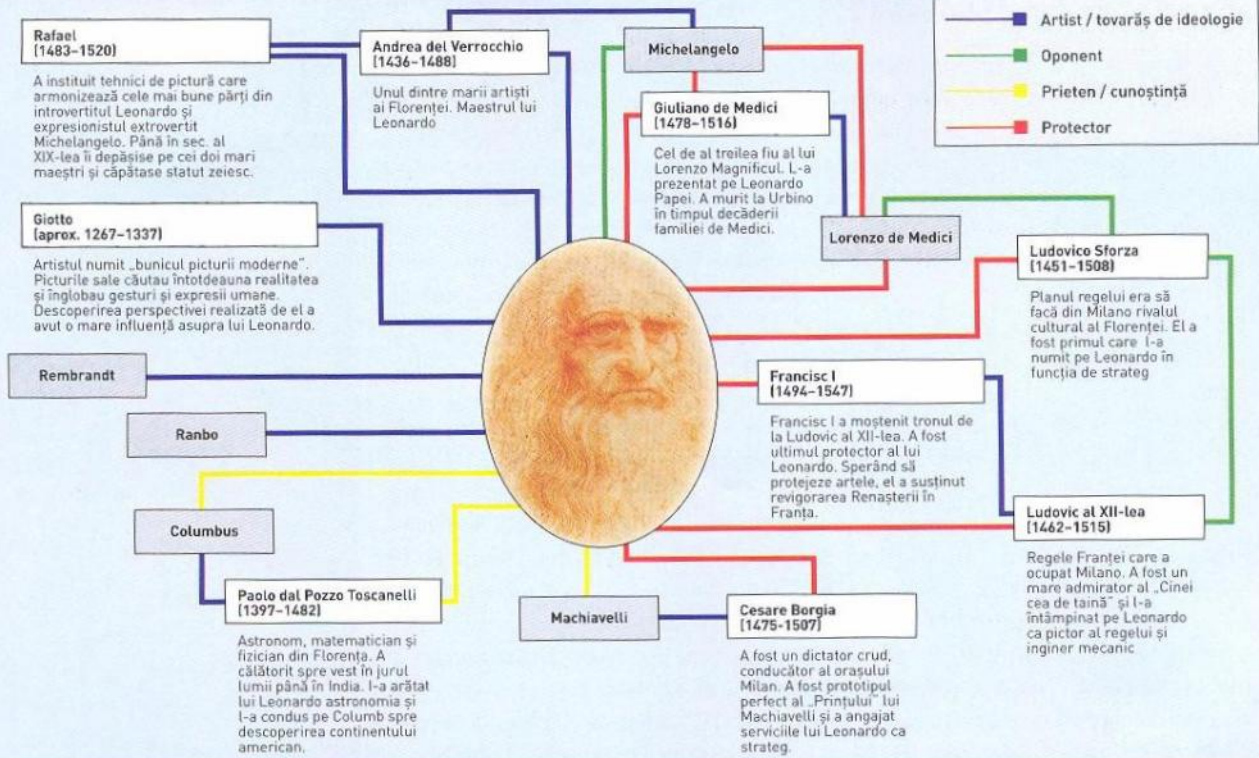 Rafael
(1483–1520)
A instituit tehnici de pictură care
armonizează cele mai bune părți din
introvertitul Leonardo și
expresionistul extrovertit
Michelangelo. Până în sec. al
XIX-lea îi depășise pe cei doi mari
maeștri și căpătase statut zeiesc.
Andrea del Verrocchio
(1436–1488)
Unul dintre marii artiști
ai Florenței. Maestrul lui
Leonardo
Michelangelo
Giuliano de Medici
(1478–1516)
Cel de al treilea fiu al lui
Lorenzo Magnificul. L-a
prezentat pe Leonardo
Papei. A murit la Urbino
în timpul decăderii
familiei de Medici.
Artist / tovarăș de ideologie
Oponent
Prieten / cunoștință
Protector
Giotto
(aprox. 1267–1337)
Artistul numit „bunicul picturii moderne”.
Picturile sale căutau întotdeauna realitatea
și înglobau gesturi și expresii umane.
Descoperirea perspectivei realizată de el a
avut o mare influență asupra lui Leonardo.
Lorenzo de Medici
Ludovico Sforza
(1451–1508)
Planul regelui era să
facă din Milano rivalul
cultural al Florenței. El a
fost primul care l-a
numit pe Leonardo în
funcția de strateg
Rembrandt
Ranbo
Francisc I
(1494–1547)
Francisc I a moștenit tronul de
la Ludovic al XII-lea. A fost
ultimul protector al lui
Leonardo. Sperând să
protejeze artele, el a susținut
revigorarea Renașterii în
Franța.
Columbus
Ludovic al XII-lea
(1462–1515)
Regele Franței care a
ocupat Milano. A fost un
mare admirator al „Cinei
cea de taină” și l-a
întâmpinat pe Leonardo
ca pictor al regelui și
inginer mecanic
Paolo dal Pozzo Toscanelli
(1397–1482)
Astronom, matematician și
fizician din Florența. A
călătorit spre vest în jurul
lumii până în India. I-a arătat
lui Leonardo astronomia și
l-a condus pe Columb spre
descoperirea continentului
american.
Machiavelli
Cesare Borgia
(1475-1507)
A fost un dictator crud,
conducător al orașului
Milan. A fost prototipul
perfect al „Prințului” lui
Machiavelli și a angajat
serviciile lui Leonardo ca
strateg.